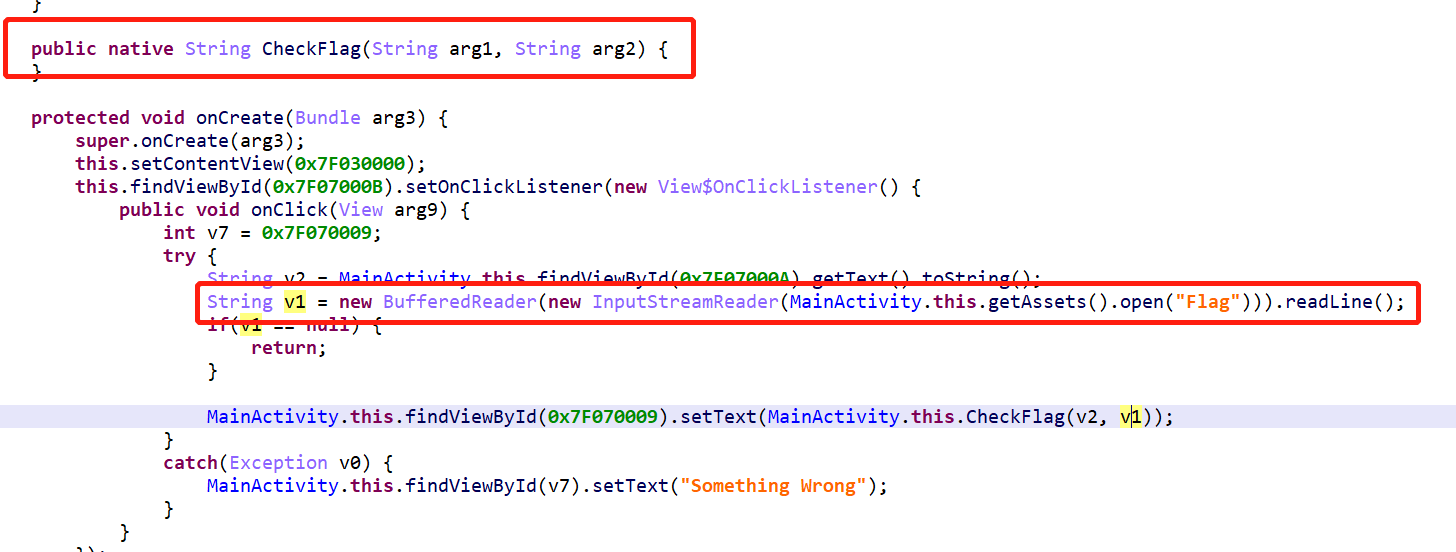 }
public native String CheckFlag(String arg1, String arg2) {
}
protected void onCreate(Bundle arg3) {
super.onCreate(arg3);
this.setContentView(0x7F030000);
this.findViewById(0x7F07000B).setOnClickListener(new View$OnClickListener() {
public void onClick(View arg9) {
int v7 = 0x7F070009;
try {
String v2 = MainActivity.this.findViewById(0x7F07000A).getText().toString();
String v1 = new BufferedReader(new InputStreamReader(MainActivity.this.getAssets().open("Flag"))).readLine();
if(v1 == null) {
return;
}
MainActivity.this.findViewById(0x7F070009).setText(MainActivity.this.CheckFlag(v2, v1));
}
catch(Exception v0) {
MainActivity.this.findViewById(v7).setText("Something Wrong");
}
}
});